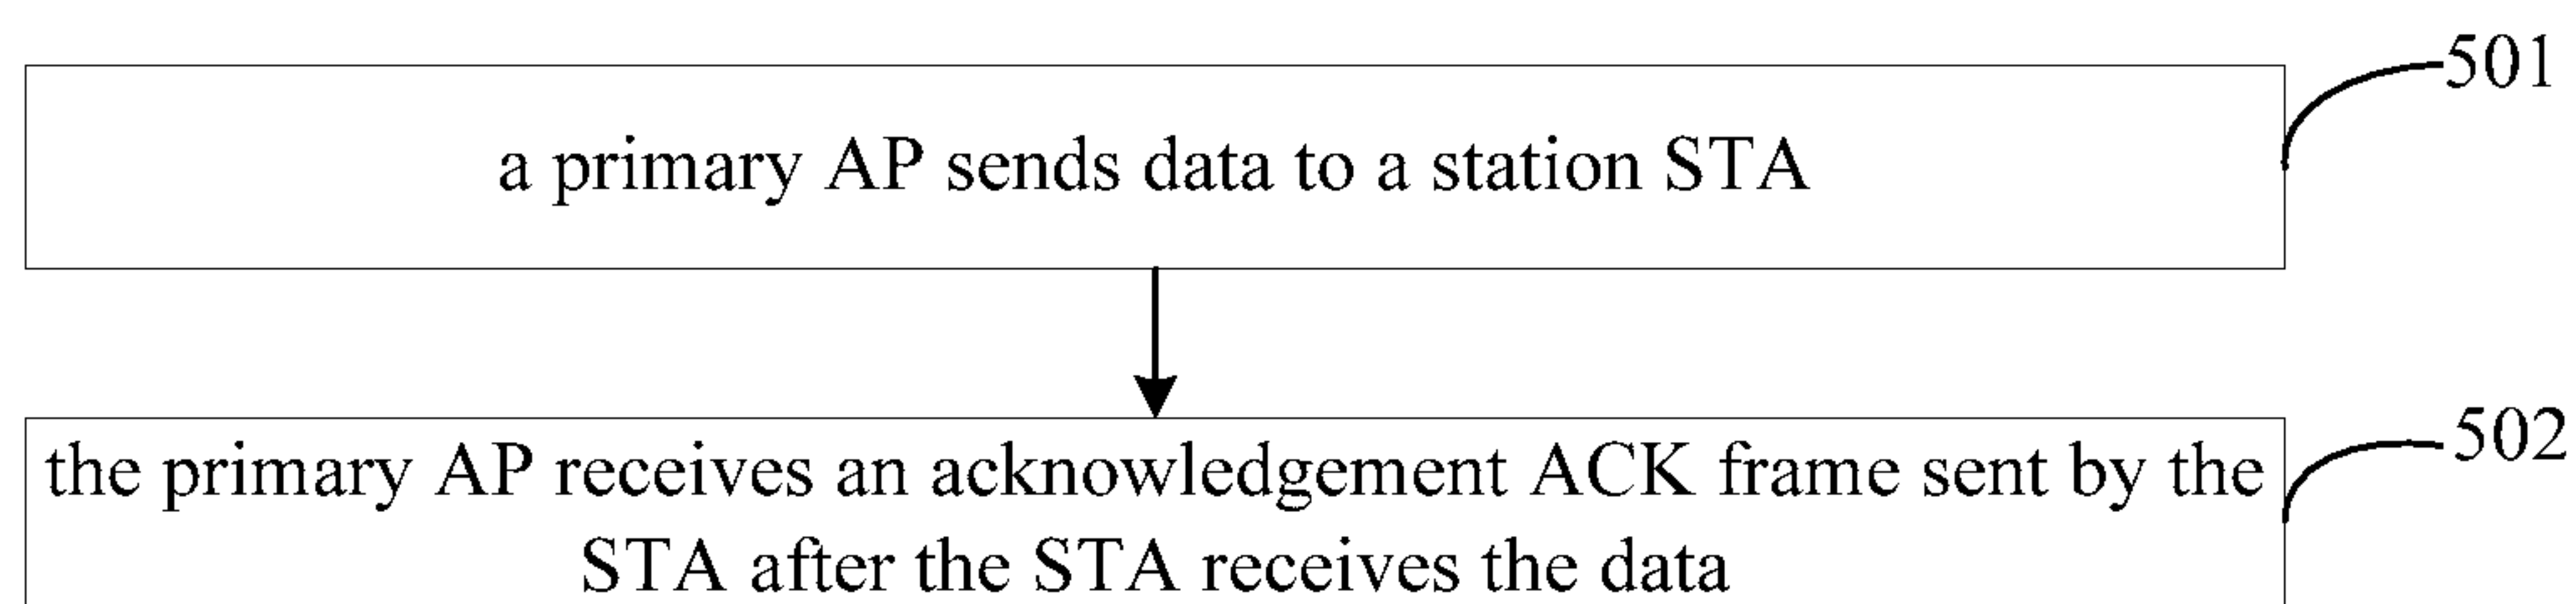 501
a primary AP sends data to a station STA
502
the primary AP receives an acknowledgement ACK frame sent by the
STA after the STA receives the data